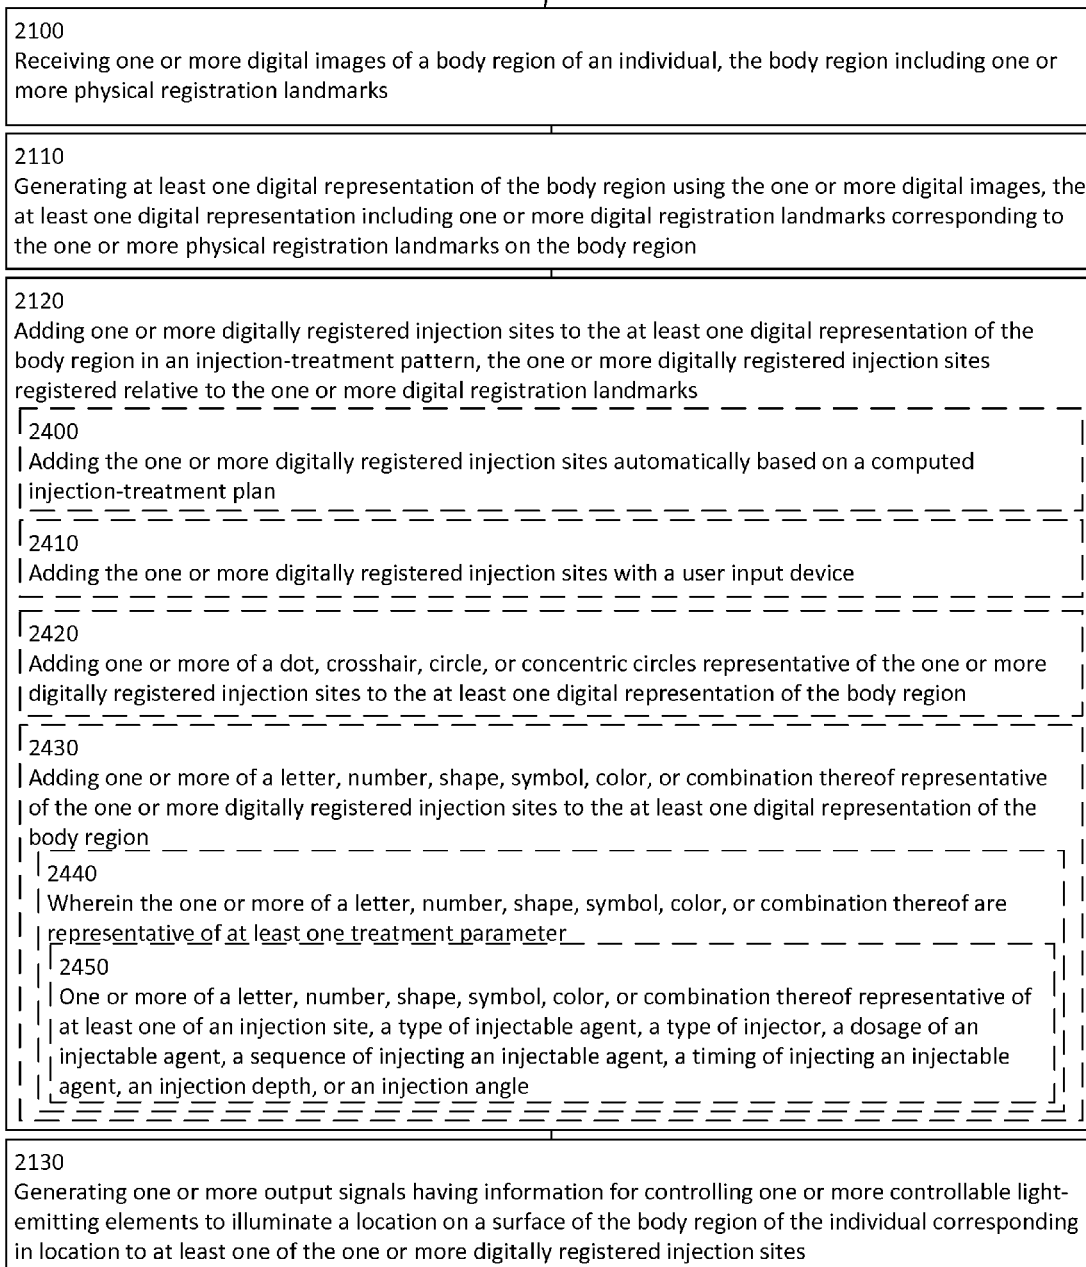 2100
Receiving one or more digital images of a body region of an individual, the body region including one or
more physical registration landmarks
2110
Generating at least one digital representation of the body region using the one or more digital images, the
at least one digital representation including one or more digital registration landmarks corresponding to
the one or more physical registration landmarks on the body region
2120
Adding one or more digitally registered injection sites to the at least one digital representation of the
body region in an injection-treatment pattern, the one or more digitally registered injection sites
registered relative to the one or more digital registration landmarks
2400
Adding the one or more digitally registered injection sites automatically based on a computed
injection-treatment plan
2410
Adding the one or more digitally registered injection sites with a user input device
2420
Adding one or more of a dot, crosshair, circle, or concentric circles representative of the one or more
digitally registered injection sites to the at least one digital representation of the body region
2430
Adding one or more of a letter, number, shape, symbol, color, or combination thereof representative
of the one or more digitally registered injection sites to the at least one digital representation of the
body region
2440
Wherein the one or more of a letter, number, shape, symbol, color, or combination thereof are
representative of at least one treatment parameter
2450
One or more of a letter, number, shape, symbol, color, or combination thereof representative of
at least one of an injection site, a type of injectable agent, a type of injector, a dosage of an
injectable agent, a sequence of injecting an injectable agent, a timing of injecting an injectable
agent, an injection depth, or an injection angle
2130
Generating one or more output signals having information for controlling one or more controllable light-
emitting elements to illuminate a location on a surface of the body region of the individual corresponding
in location to at least one of the one or more digitally registered injection sites